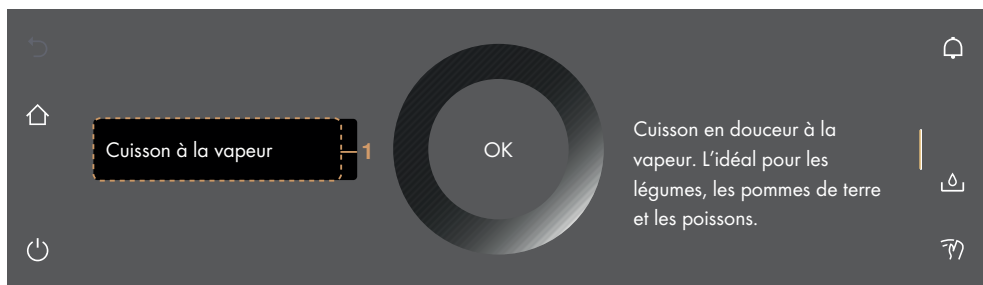 Cuisson à la vapeur
1
OK
Cuisson en douceur à la
vapeur. L'idéal pour les
légumes, les pommes de terre
et les poissons.